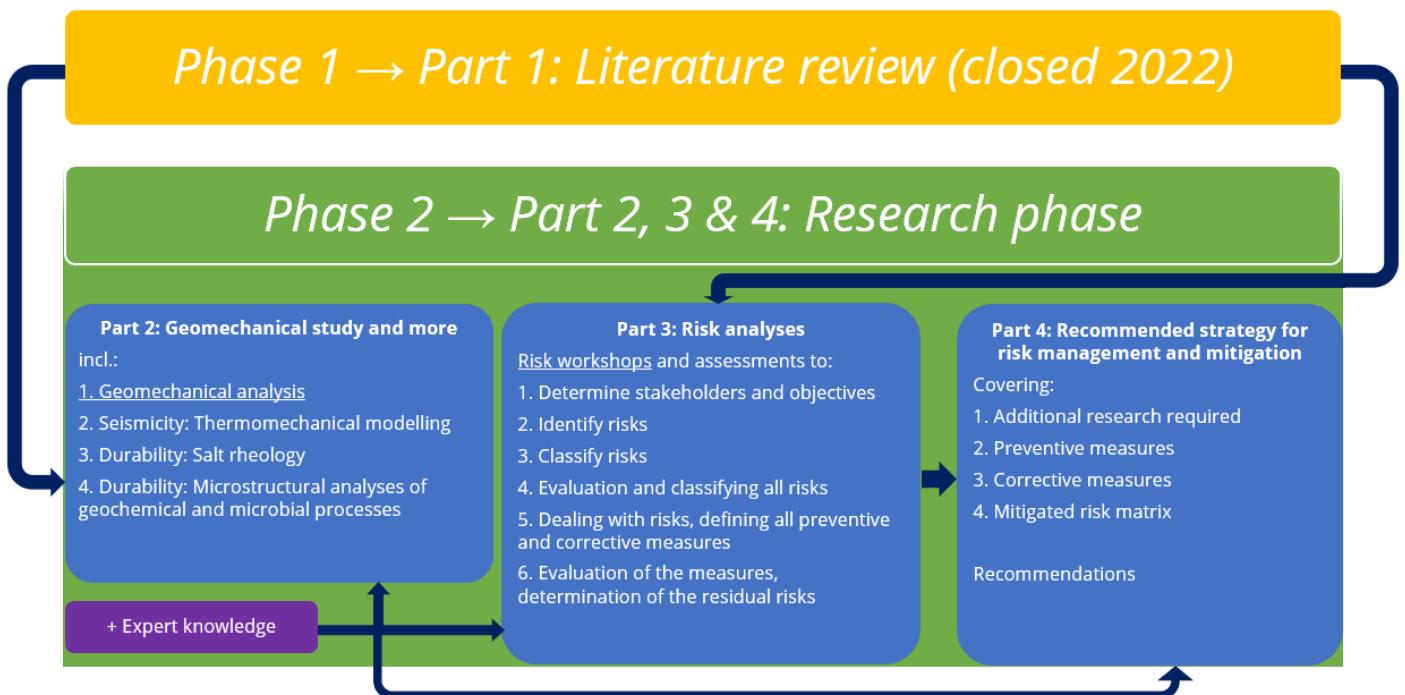 Phase 1 → Part 1: Literature review (closed 2022)
Phase 2 → Part 2, 3 & 4: Research phase
Part 2: Geomechanical study and more
incl.:
1. Geomechanical analysis
2. Seismicity: Thermomechanical modelling
3. Durability: Salt rheology
4. Durability: Microstructural analyses of
geochemical and microbial processes
+ Expert knowledge
Part 3: Risk analyses
Risk workshops and assessments to:
1. Determine stakeholders and objectives
2. Identify risks
3. Classify risks
4. Evaluation and classifying all risks
5. Dealing with risks, defining all preventive
and corrective measures
6. Evaluation of the measures,
determination of the residual risks
Part 4: Recommended strategy for
risk management and mitigation
Covering:
1. Additional research required
2. Preventive measures
3. Corrective measures
4. Mitigated risk matrix
Recommendations